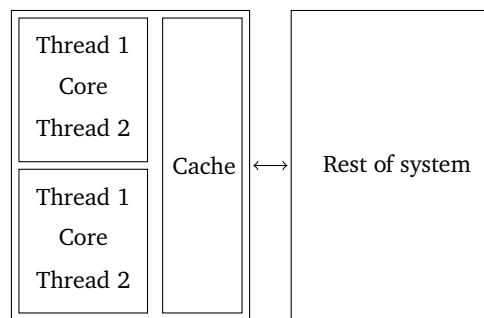 Thread 1
Core
Thread 2
Thread 1
Core
Thread 2
Cache
Rest of system